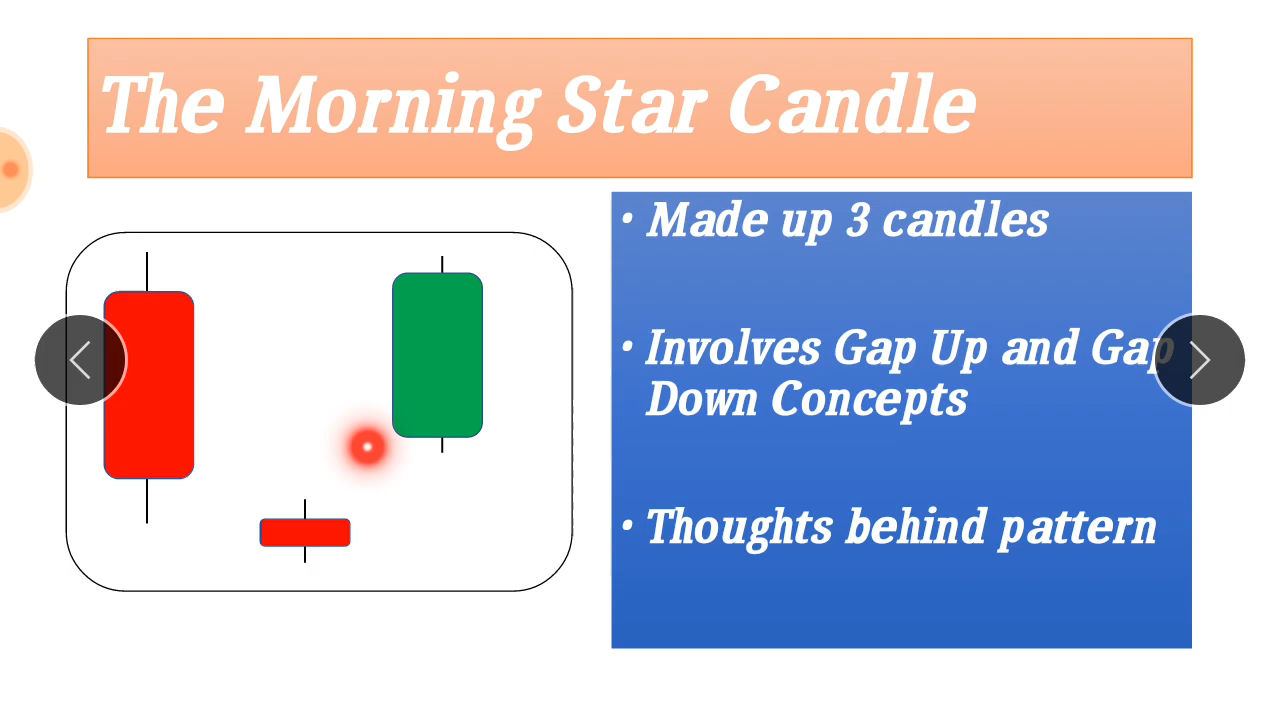 The Morning Star Candle
• Made up 3 candles
• Involves Gap Up and Gap
Down Concepts
• Thoughts behind pattern